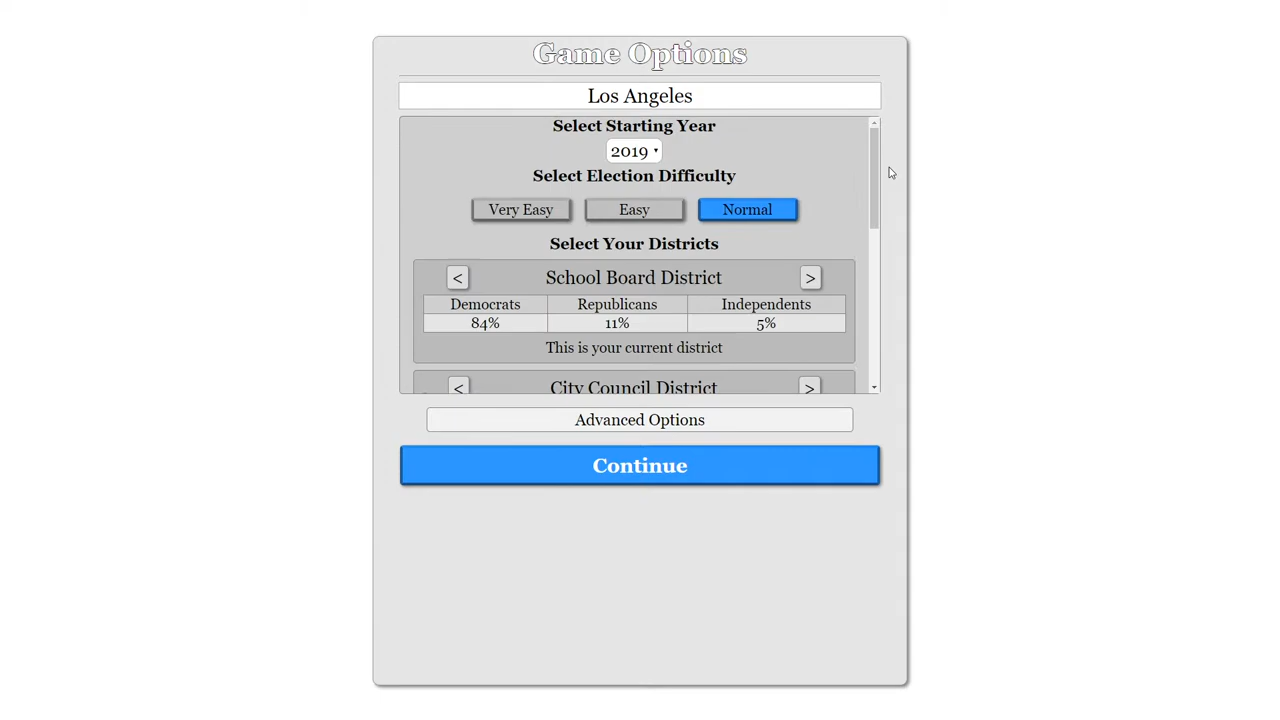 Game Options
Los Angeles
Select Starting Year
2019
Select Election Difficulty
Very Easy Easy Normal
Select Your Districts
< School Board District >
Democrats Republicans Independents
84% 11% 5%
This is your current district
< City Council District >
Advanced Options
Continue